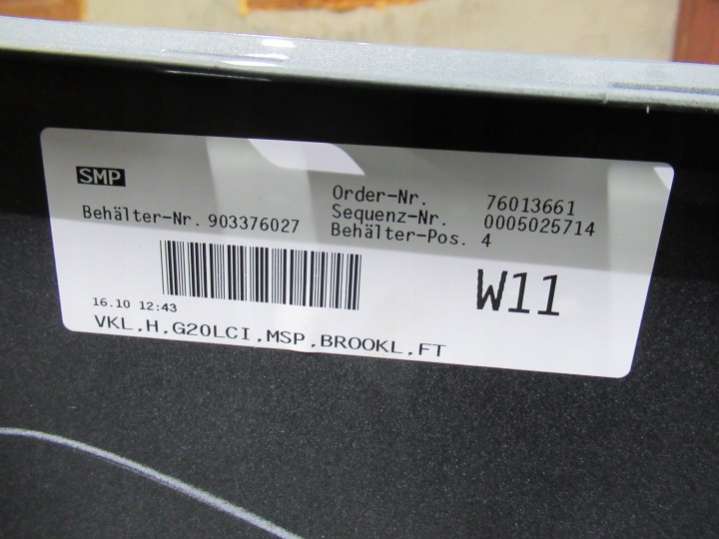 SMP
Order-Nr. 76013661
Behälter-Nr. 903376027 Sequenz-Nr. 0005025714
Behälter-Pos. 4
W11
16.10 12:43
VKL,H,G20LCI,MSP,BROOKL,FT